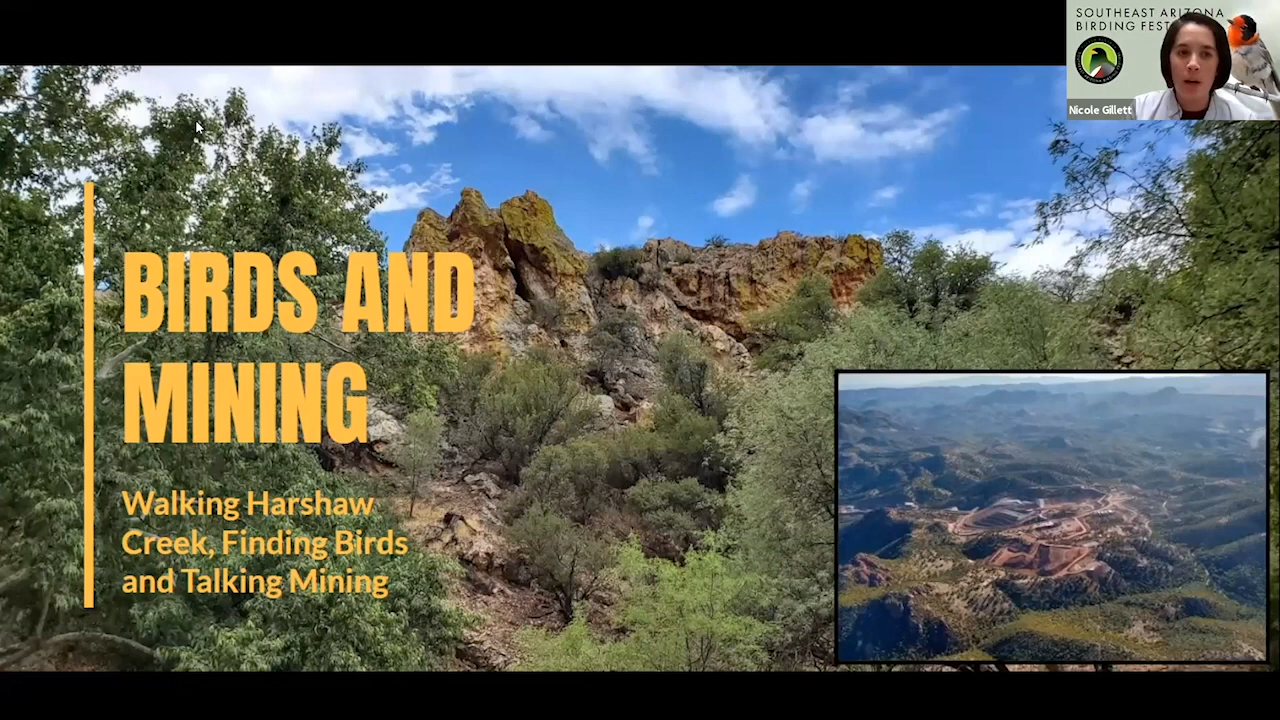 SOUTHEAST ARIZONA
BIRDING FEST
Nicole Gillett
BIRDS AND
MINING
Walking Harshaw
Creek, Finding Birds
and Talking Mining